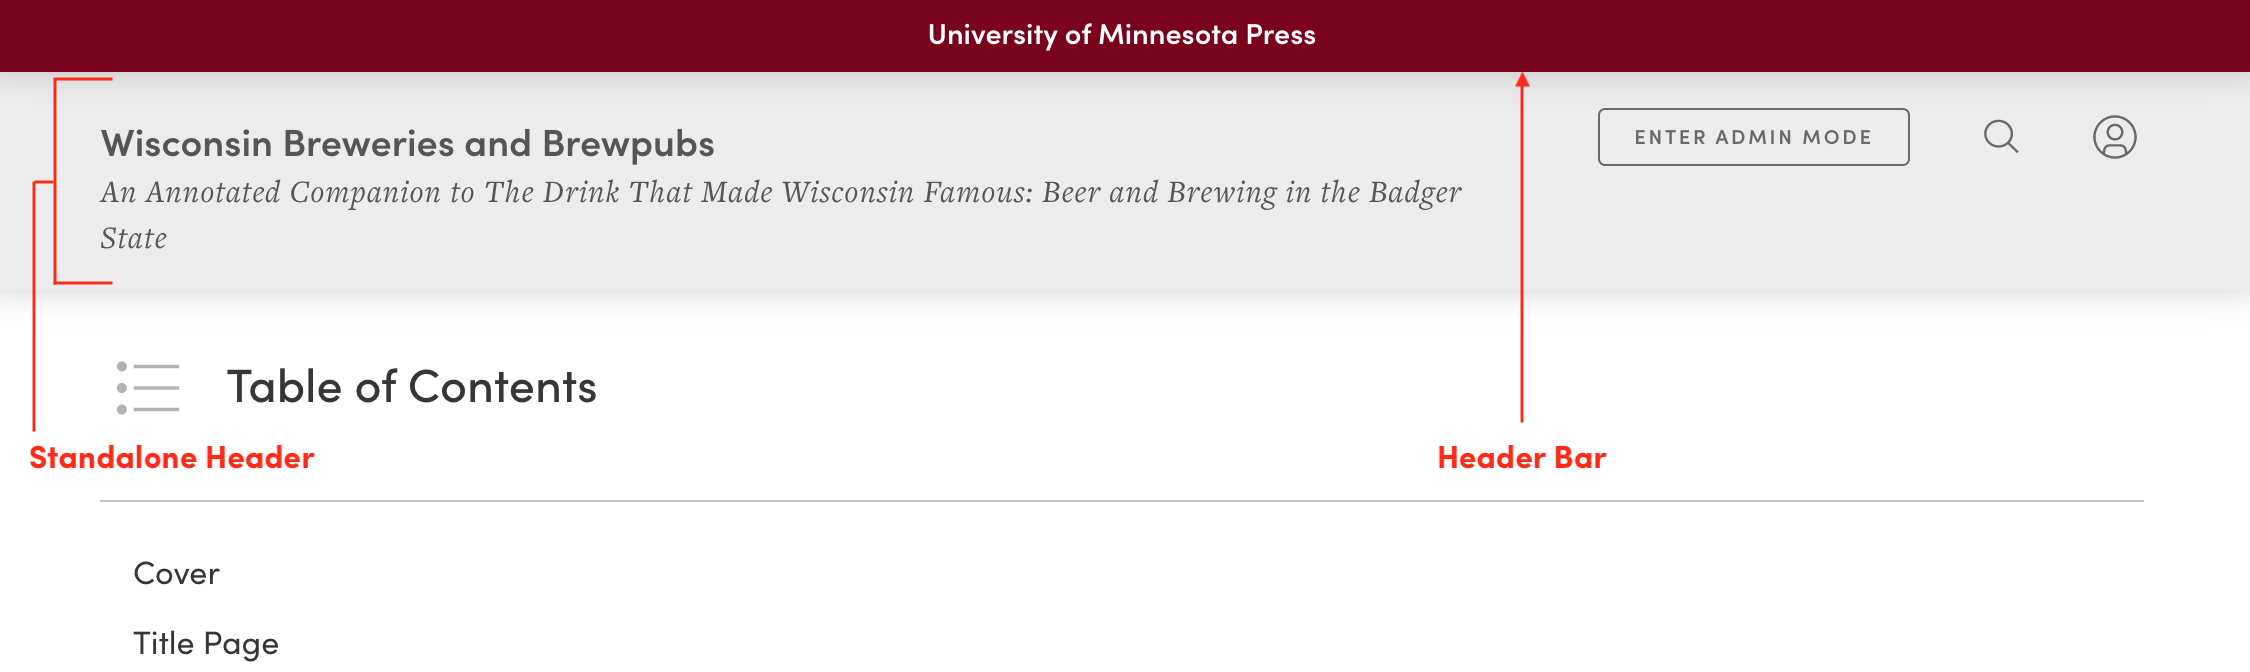 University of Minnesota Press
Wisconsin Breweries and Brewpubs
ENTER ADMIN MODE
An Annotated Companion to The Drink That Made Wisconsin Famous: Beer and Brewing in the Badger
State
Table of Contents
Standalone Header
Header Bar
Cover
Title Page